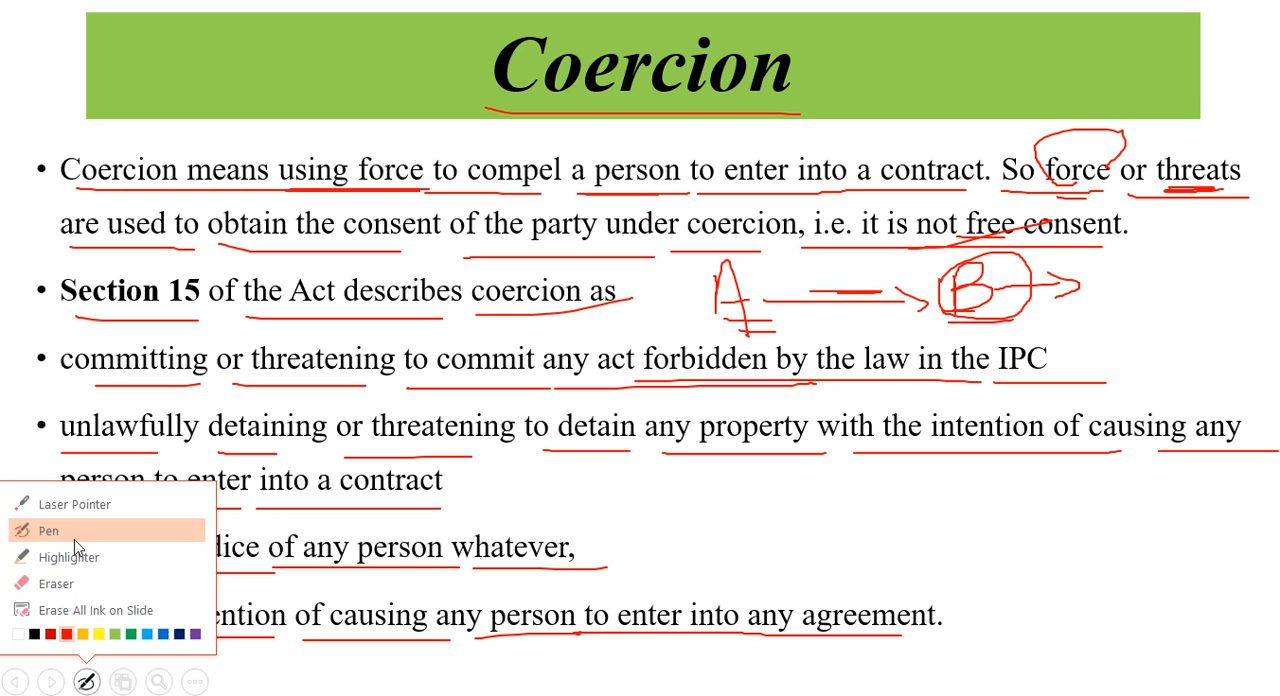 Coercion
• Coercion means using force to compel a person to enter into a contract. So force or threats
are used to obtain the consent of the party under coercion, i.e. it is not free consent.
• Section 15 of the Act describes coercion as
A B
• committing or threatening to commit any act forbidden by the law in the IPC
• unlawfully detaining or threatening to detain any property with the intention of causing any
person to enter into a contract
of any person whatever,
of causing any person to enter into any agreement.
Laser Pointer
Pen
Highlighter
Eraser
Erase All Ink on Slide